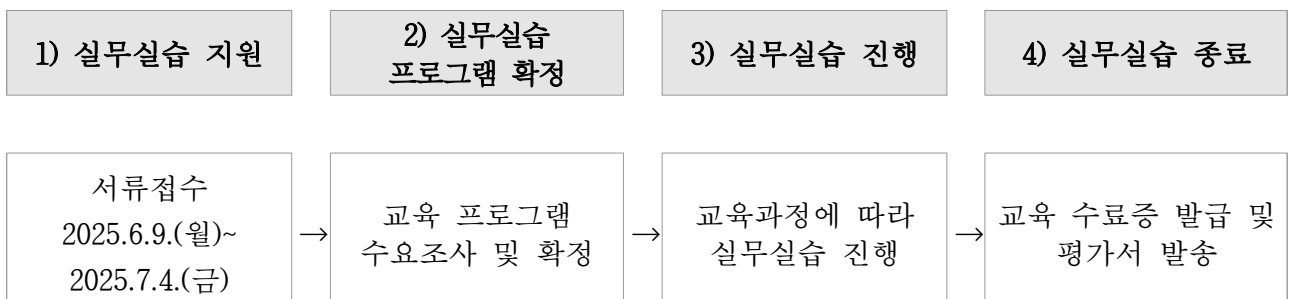 1) 실무실습 지원
2) 실무실습
프로그램 확정
3) 실무실습 진행
4) 실무실습 종료
서류접수
2025.6.9.(월)~
2025.7.4.(금)
→
교육 프로그램
수요조사 및 확정
→
교육과정에 따라
실무실습 진행
→
교육 수료증 발급 및
평가서 발송